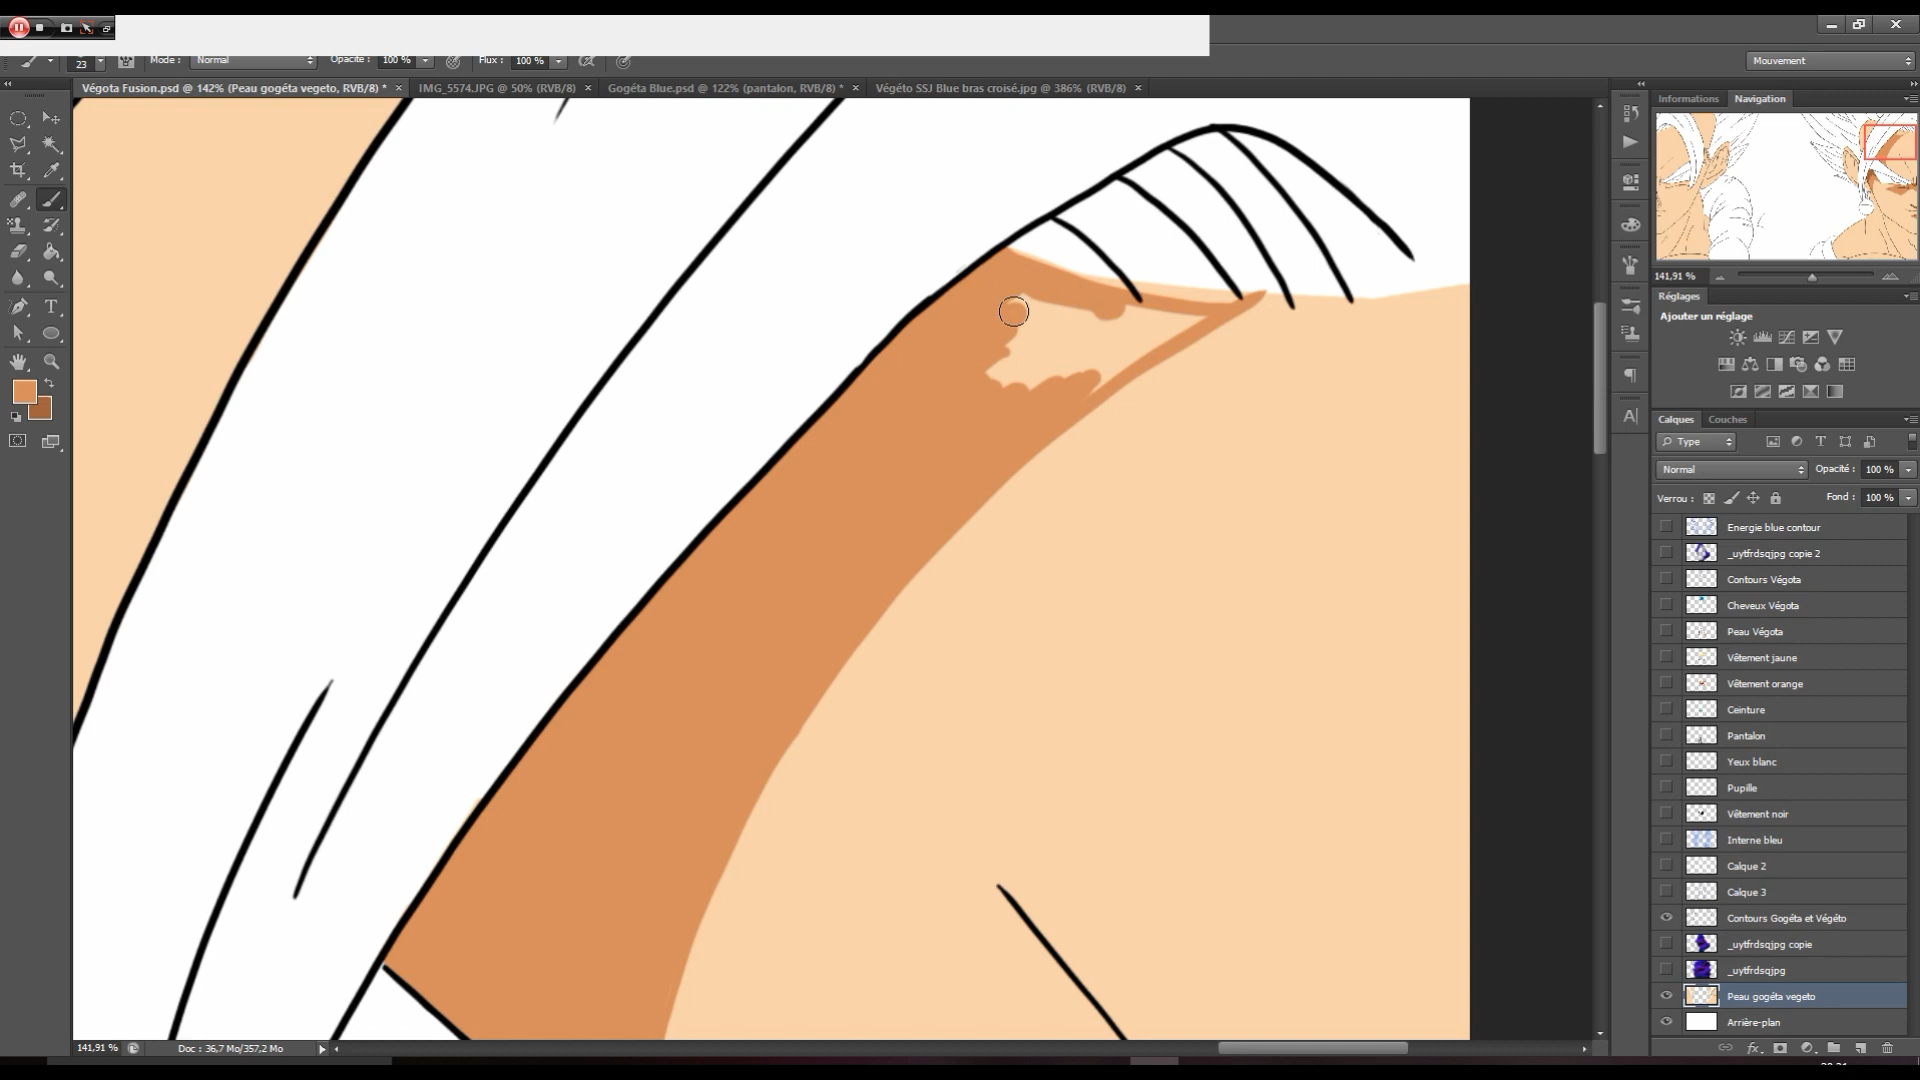 23 Mode : Normal Opacité : 100 % Flux : 100 % Mouvement
Végota Fusion.psd @ 142% (Peau gogéta vegeto, RVB/8) * × IMG_5574.JPG @ 50% (RVB/8) × Gogéta Blue.psd @ 122% (pantalon, RVB/8) * × Végéto SSJ Blue bras croisé.jpg @ 386% (RVB/8) ×
Informations Navigation
141,91 %
Réglages
Ajouter un réglage
Calques Couches
Type
Normal Opacité : 100 %
Verrou : Fond : 100 %
Energie blue contour
_uytfrdsqjpg copie 2
Contours Végota
Cheveux Végota
Peau Végota
Vêtement jaune
Vêtement orange
Ceinture
Pantalon
Yeux blanc
Pupille
Vêtement noir
Interne bleu
Calque 2
Calque 3
Contours Gogéta et Végéto
_uytfrdsqjpg copie
_uytfrdsqjpg
Peau gogéta vegeto
Arrière-plan
141,91 % Doc : 36,7 Mo/357,2 Mo